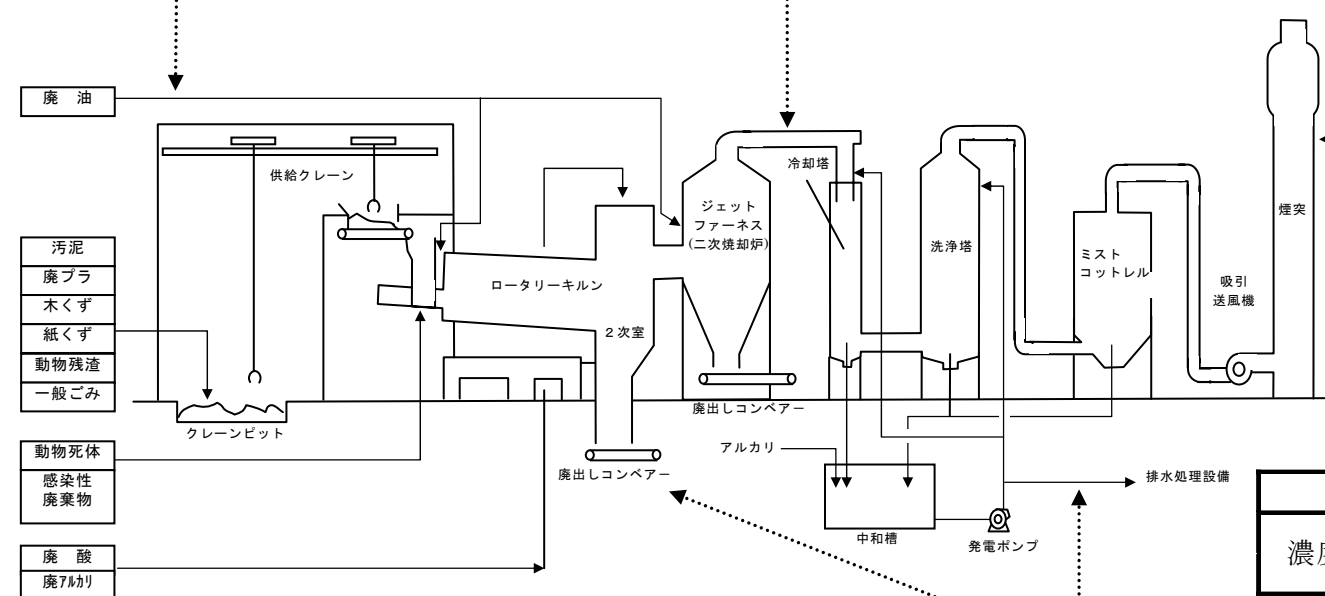 廃　油
供給クレーン
汚泥
廃プラ
木くず
紙くず
動物残渣
一般ごみ
クレーンピット
動物死体
感染性
廃棄物
廃　酸
廃ｱﾙｶﾘ
ロータリーキルン
２次室
廃出しコンベアー
ジェット
ファーネス
(二次焼却炉)
廃出しコンベアー
冷却塔
洗浄塔
ミスト
コットレル
吸引
送風機
煙突
アルカリ
中和槽
発電ポンプ
排水処理設備